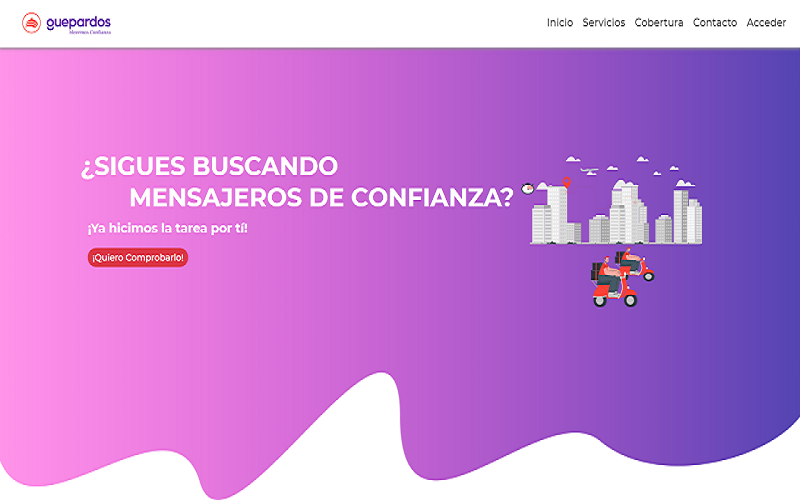 guepardos
Movemos Confianza
Inicio Servicios Cobertura Contacto Acceder
¿SIGUES BUSCANDO
MENSAJEROS DE CONFIANZA?
¡Ya hicimos la tarea por tí!
¡Quiero Comprobarlo!